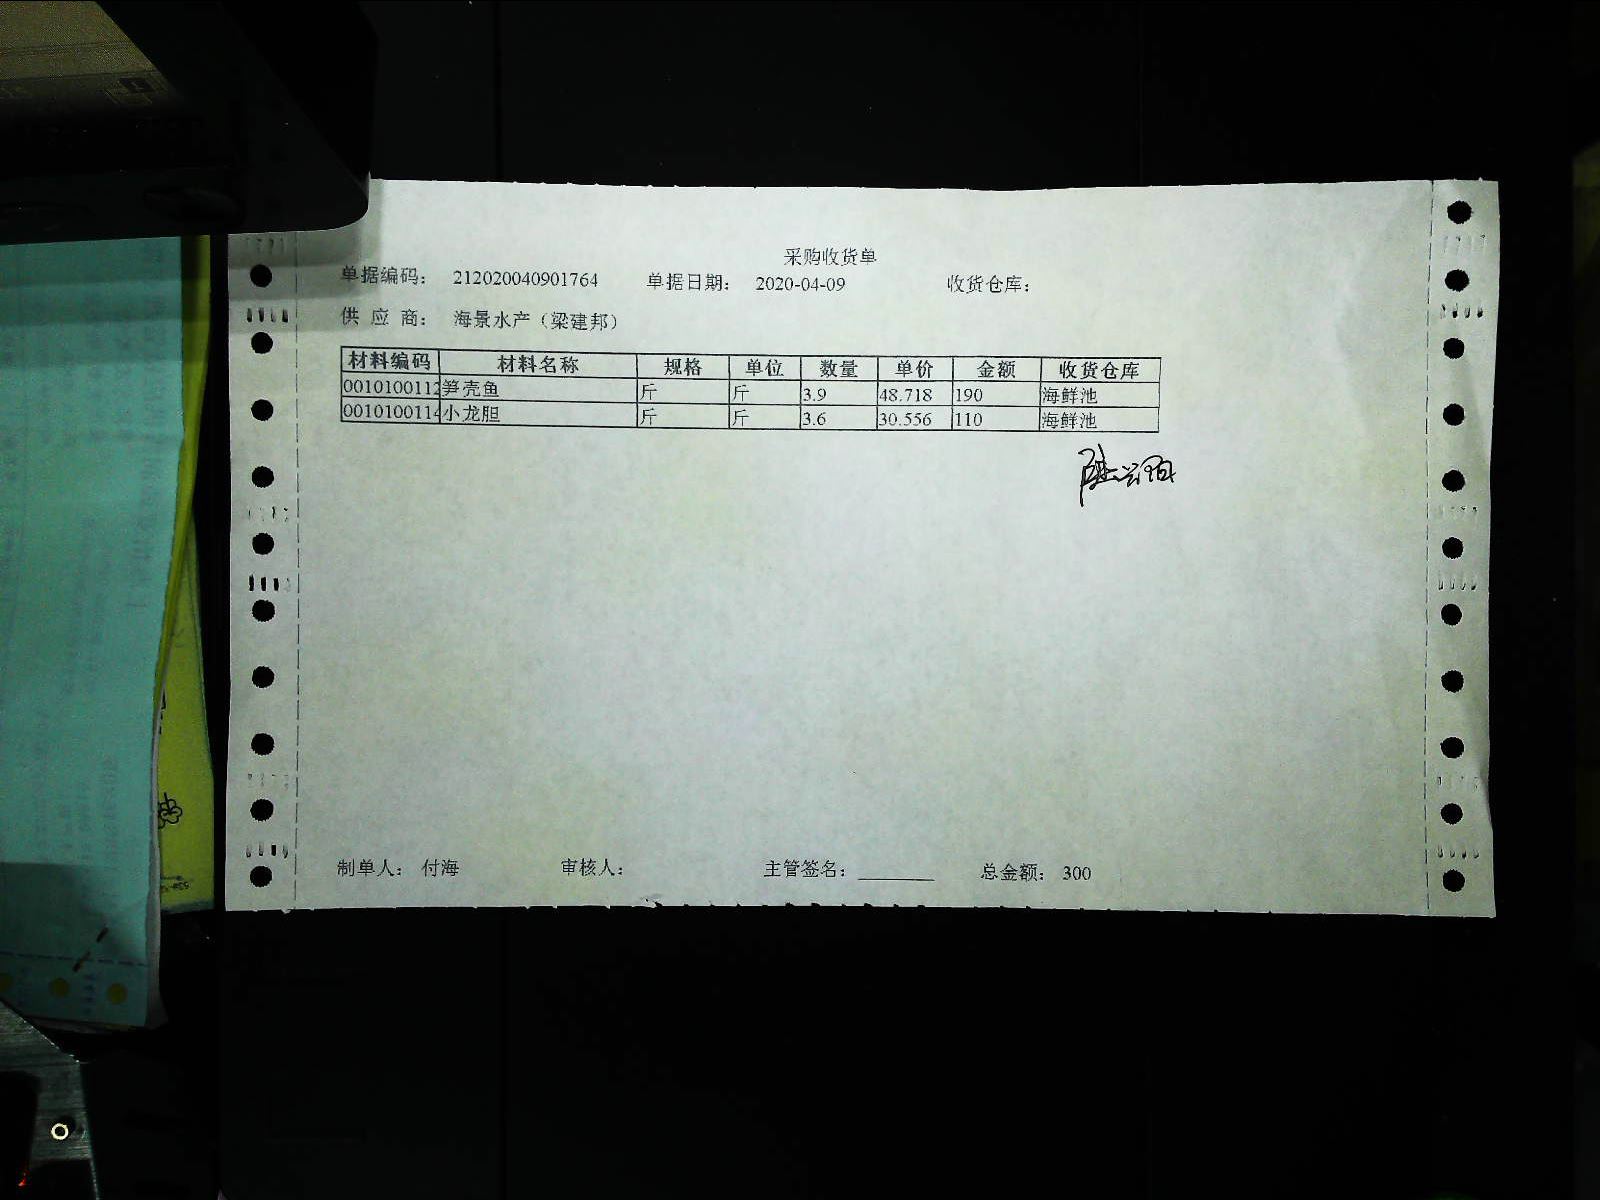 采购收货单
单据编码: 212020040901764 单据日期: 2020-04-09 收货仓库:
供 应 商: 海景水产（梁建邦）
材料编码 材料名称 规格 单位 数量 单价 金额 收货仓库
0010100112 笋壳鱼 斤 斤 3.9 48.718 190 海鲜池
0010100114 小龙胆 斤 斤 3.6 30.556 110 海鲜池
制单人: 付海 审核人: 主管签名: 总金额: 300